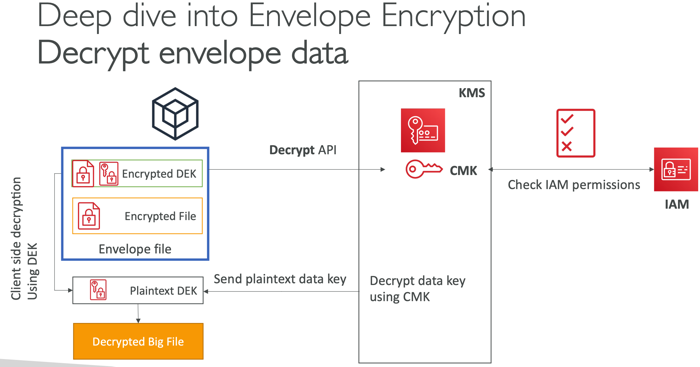 Deep dive into Envelope Encryption
Decrypt envelope data
KMS
Decrypt API
Encrypted DEK
CMK
Check IAM permissions
IAM
Encrypted File
Envelope file
Client side decryption
Using DEK
Send plaintext data key
Decrypt data key
using CMK
Plaintext DEK
Decrypted Big File